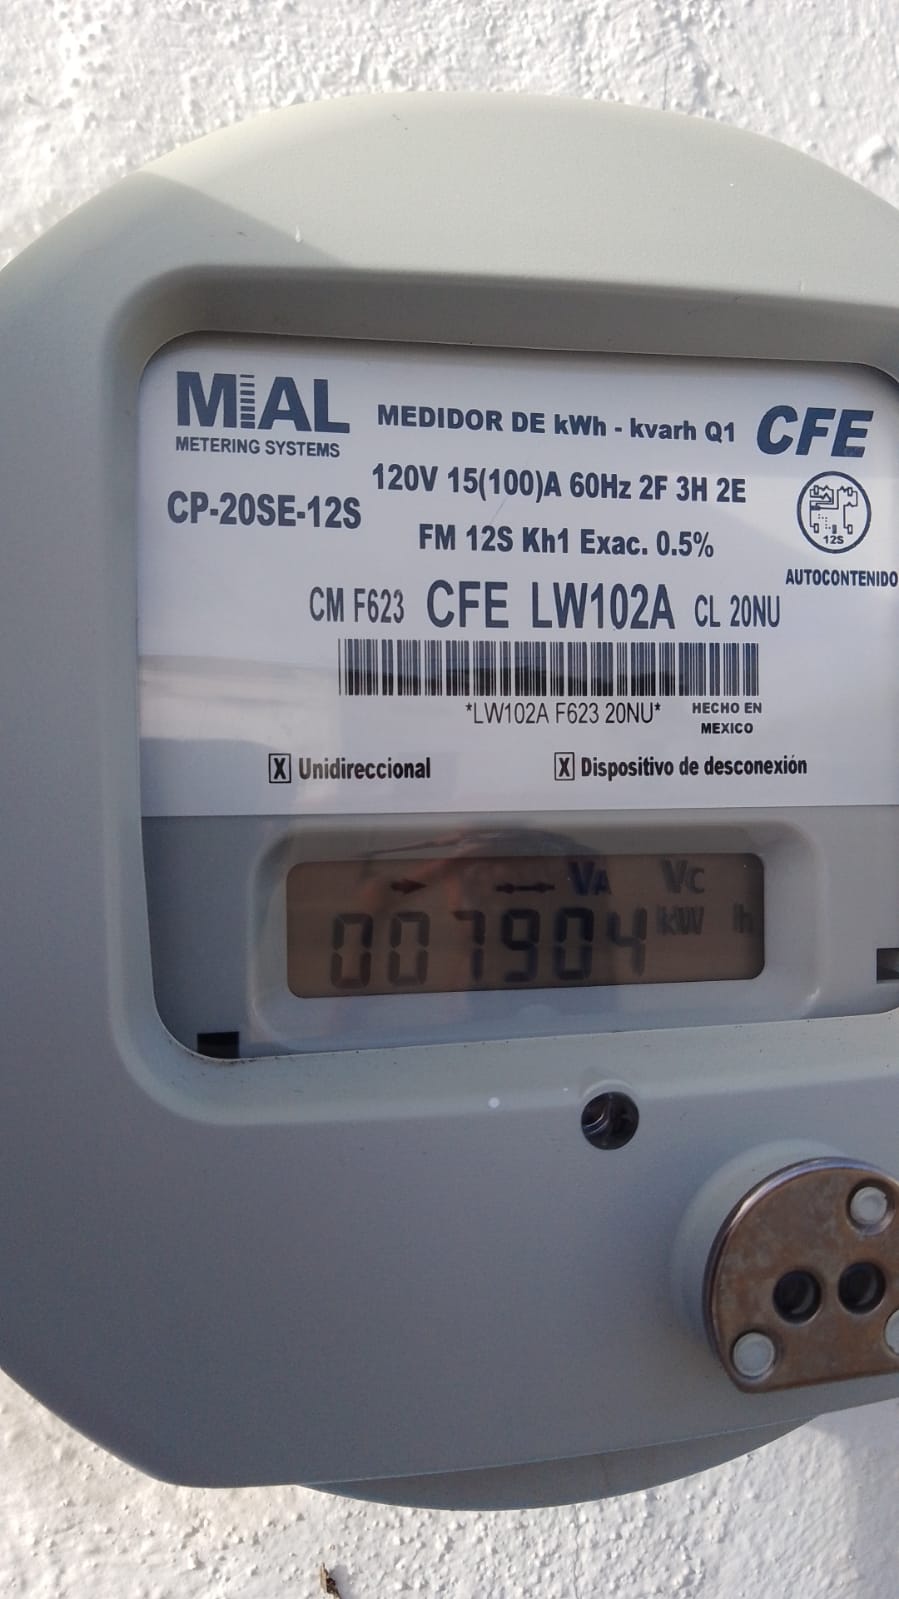 MIAL
METERING SYSTEMS
MEDIDOR DE kWh - kvarh Q1
CFE
CP-20SE-12S
120V 15(100)A 60Hz 2F 3H 2E
FM 12S Kh1 Exac. 0.5%
12S
AUTOCONTENIDO
CM F623 CFE LW102A CL 20NU
*LW102A F623 20NU*
HECHO EN
MEXICO
X Unidireccional
X Dispositivo de desconexión
VA VC
007904 kW h